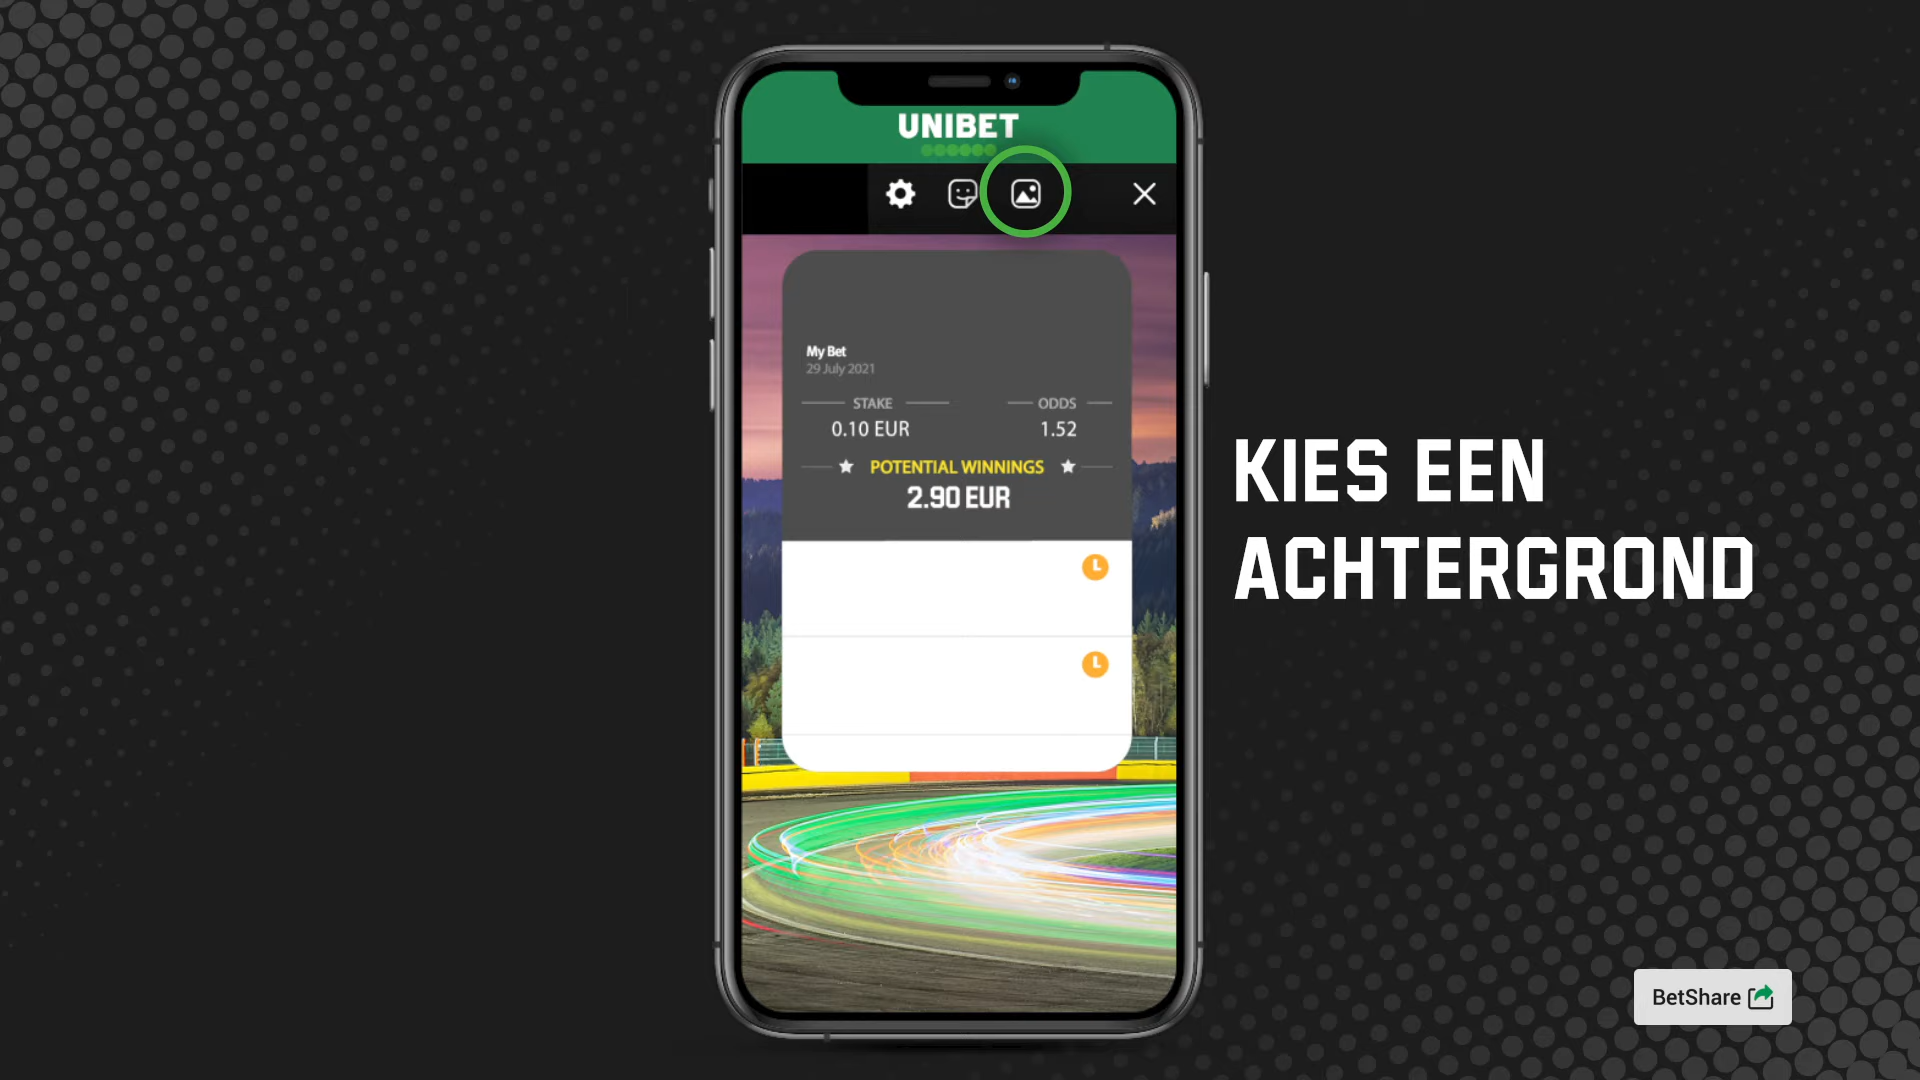 UNIBET
My Bet
29 July 2021
STAKE
ODDS
0.10 EUR
1.52
POTENTIAL WINNINGS
2.90 EUR
KIES EEN
ACHTERGROND
BetShare